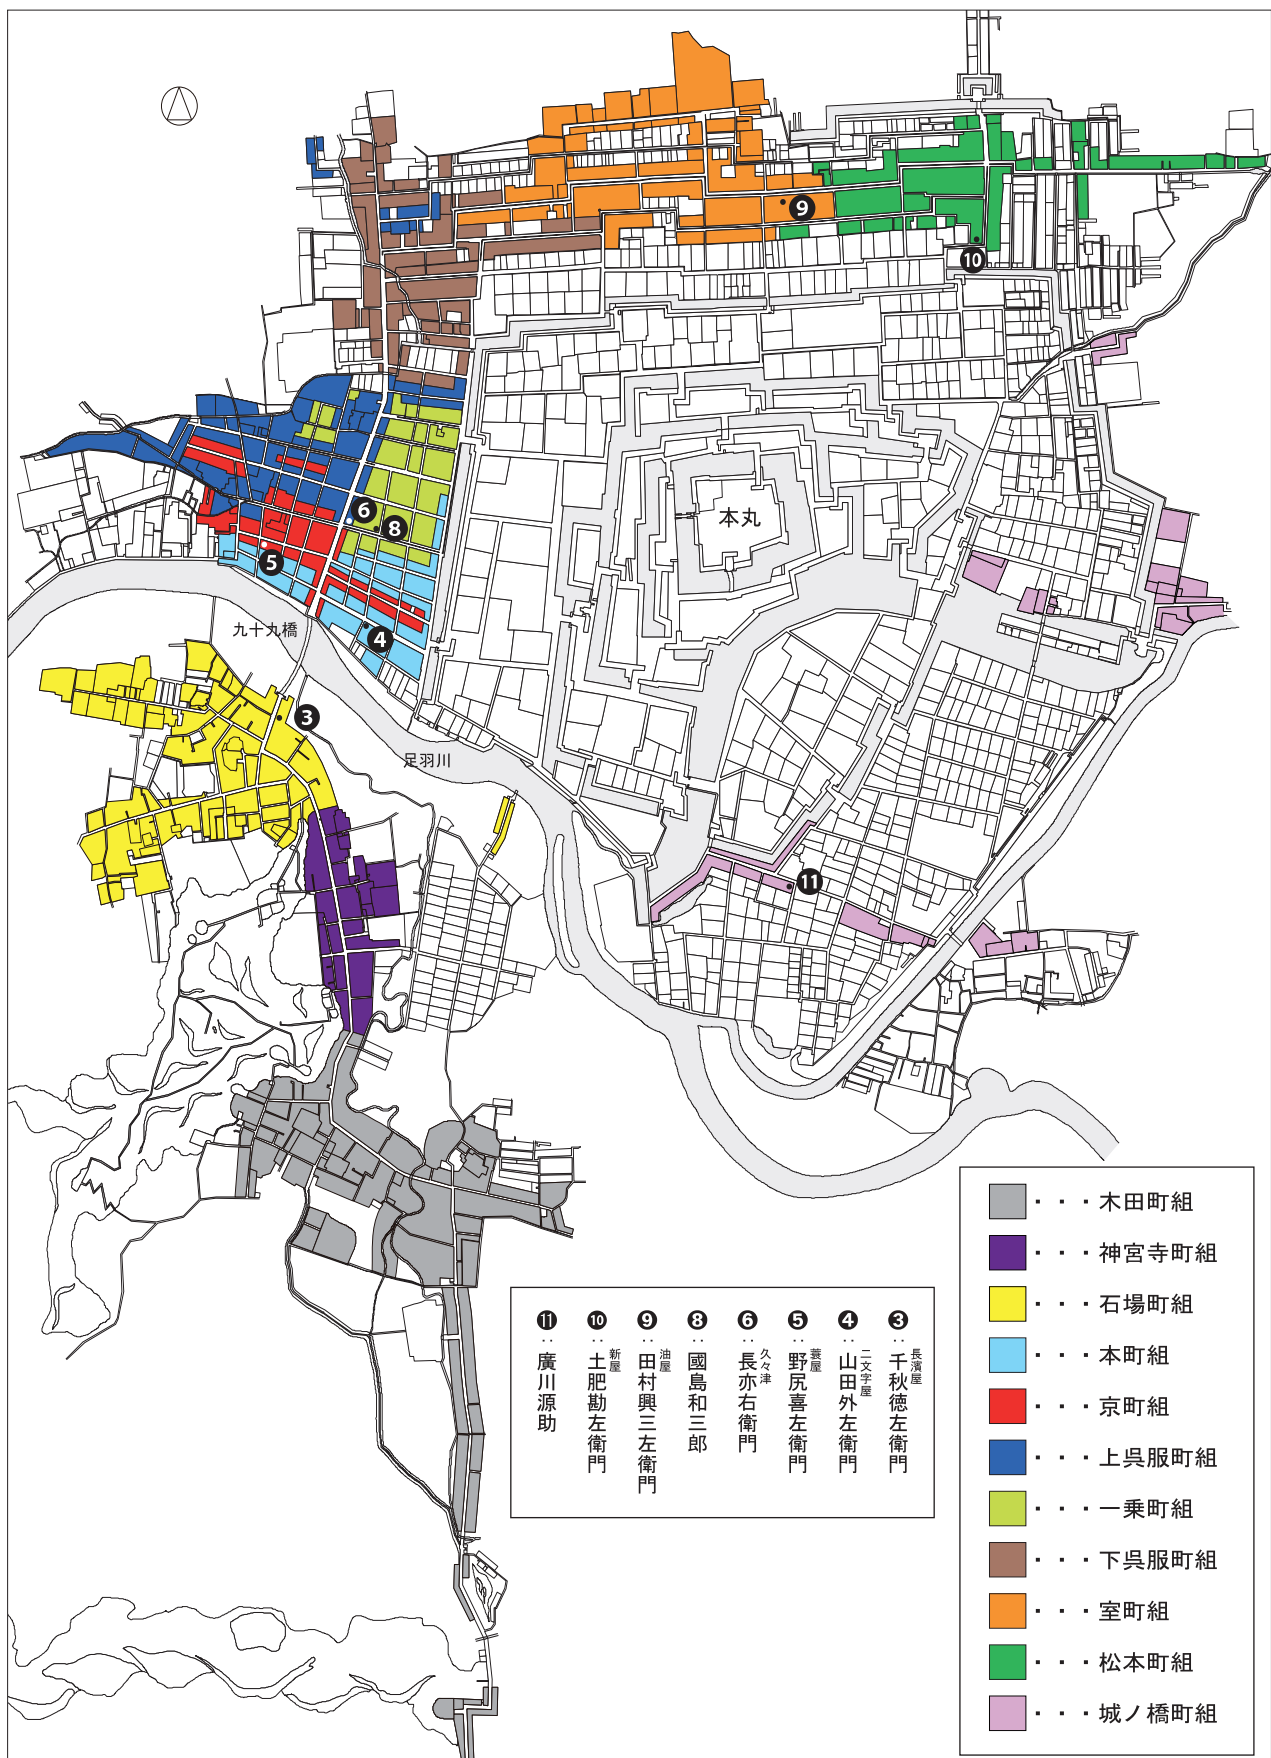 ❾
❿
❻
❽
❺
❹
❸
⓫
本丸
九十九橋
足羽川
・・・木田町組
・・・神宮寺町組
・・・石場町組
・・・本町組
・・・京町組
・・・上呉服町組
・・・一乗町組
・・・下呉服町組
・・・室町組
・・・松本町組
・・・城ノ橋町組
❸：長濱屋 千秋徳左衛門
❹：二文字屋 山田外左衛門
❺：蓑屋 野尻喜左衛門
❻：久々津 長亦右衛門
❽：國島和三郎
❾：油屋 田村興三左衛門
❿：新屋 土肥勘左衛門
⓫：廣川源助